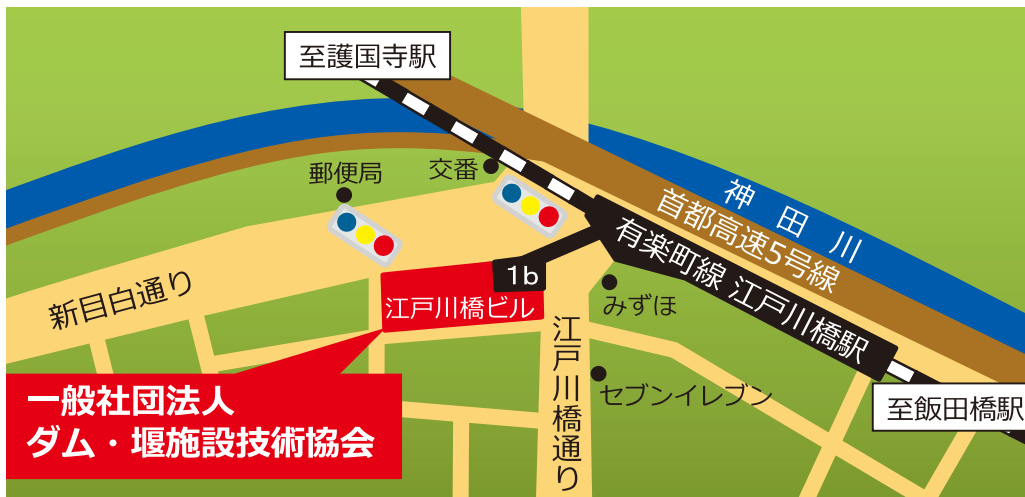 至護国寺駅
交番
郵便局
神田川
首都高速5号線
有楽町線 江戸川橋駅
新目白通り
1b
江戸川橋ビル
みずほ
江戸川橋通り
セブンイレブン
一般社団法人
ダム・堰施設技術協会
至飯田橋駅